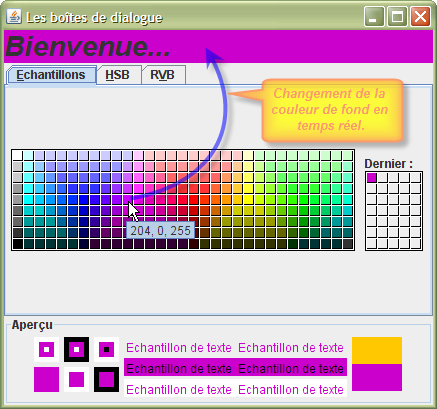 Les boîtes de dialogue
Bienvenue...
Echantillons HSB RVB
Changement de la
couleur de fond en
temps réel.
Dernier :
204, 0, 255
Aperçu
Echantillon de texte Echantillon de texte
Echantillon de texte Echantillon de texte
Echantillon de texte Echantillon de texte